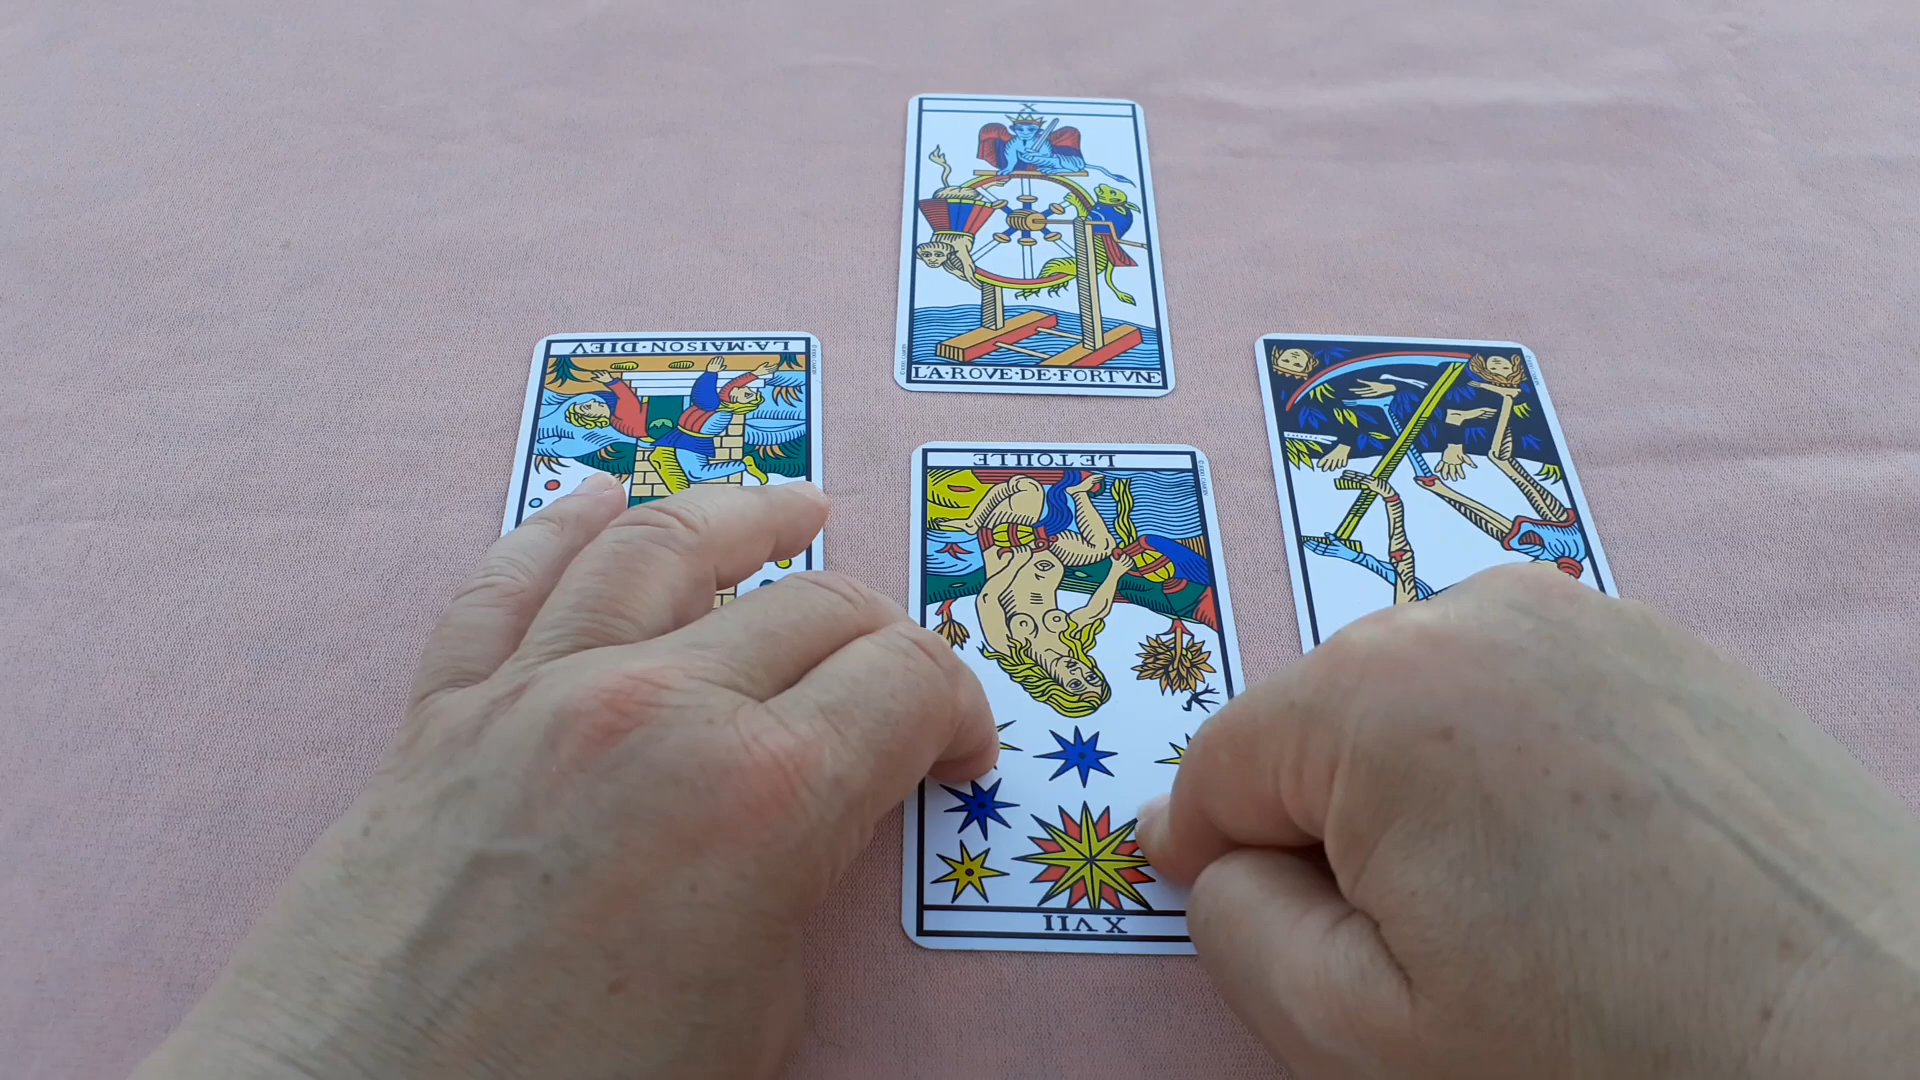 X
LA·ROVE·DE·FORTVNE
LA·MAISON·DIEV
LE TOILLE
XVII